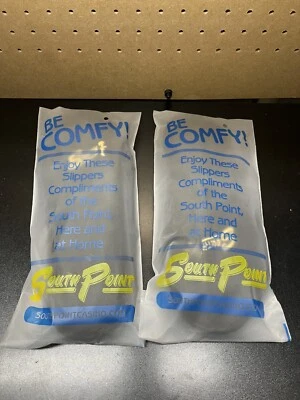 BE
COMFY!
Enjoy These
Slippers
Compliments
of the
South Point,
Here and
At Home
South Point
BE
COMFY!
Enjoy These
Slippers
Compliments
of the
South Point,
Here and
At Home
South Point